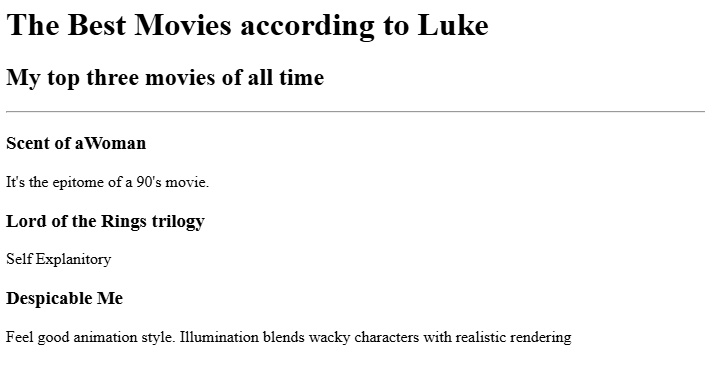 The Best Movies according to Luke
My top three movies of all time
Scent of aWoman
It's the epitome of a 90's movie.
Lord of the Rings trilogy
Self Explanitory
Despicable Me
Feel good animation style. Illumination blends wacky characters with realistic rendering